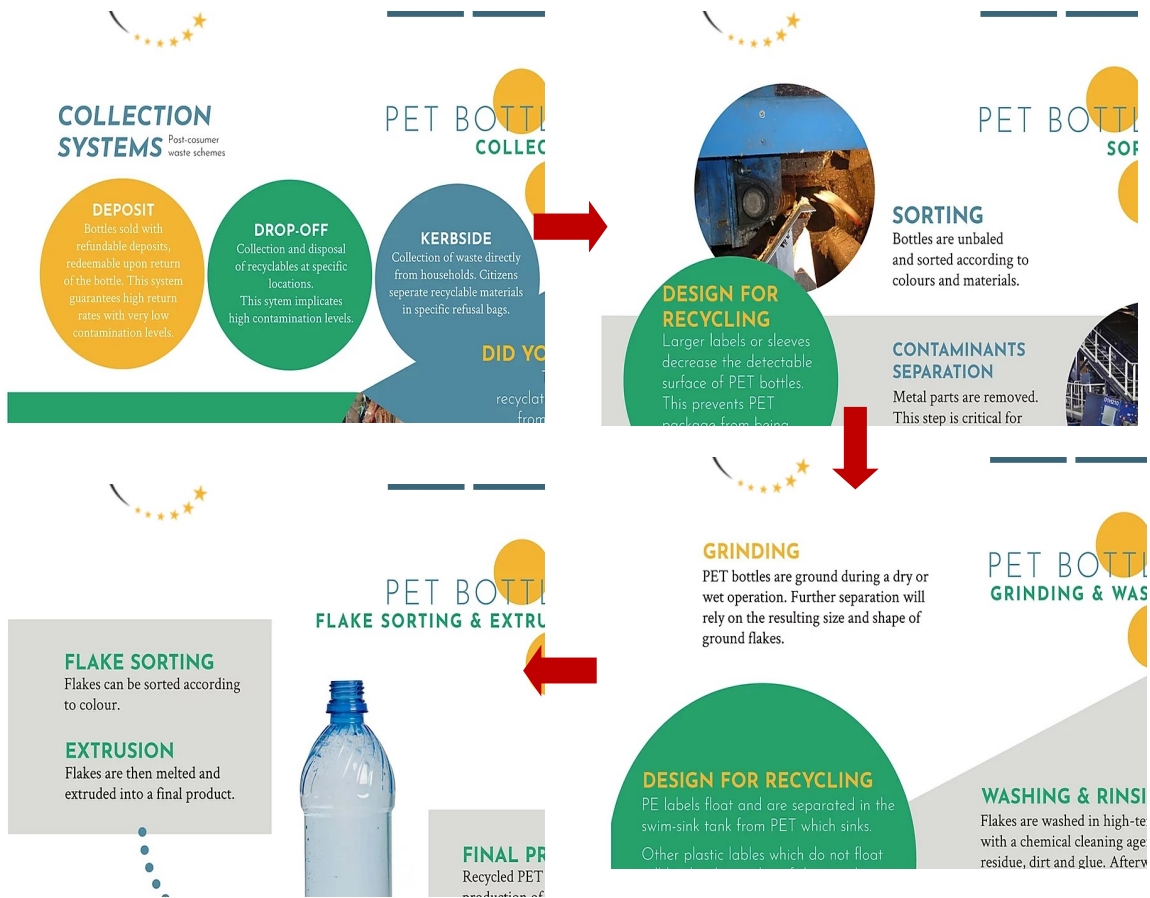 COLLECTION
SYSTEMS Post-cosumer
waste schemes
PET BOTTL
COLLEC
DEPOSIT
Bottles sold with
refundable deposits,
redeemable upon return
of the bottle. This system
guarantees high return
rates with very low
contamination levels.
DROP-OFF
Collection and disposal
of recyclables at specific
locations.
This sytem implicates
high contamination levels.
KERBSIDE
Collection of waste directly
from households. Citizens
seperate recyclable materials
in specific refusal bags.
DID YO
recyclat
from
PET BOTTL
SOR
SORTING
Bottles are unbaled
and sorted according to
colours and materials.
DESIGN FOR
RECYCLING
Larger labels or sleeves
decrease the detectable
surface of PET bottles.
This prevents PET
package from being
CONTAMINANTS
SEPARATION
Metal parts are removed.
This step is critical for
GRINDING
PET bottles are ground during a dry or
wet operation. Further separation will
rely on the resulting size and shape of
ground flakes.
PET BOTTL
GRINDING & WAS
DESIGN FOR RECYCLING
PE labels float and are separated in the
swim-sink tank from PET which sinks.
Other plastic lables which do not float
WASHING & RINSI
Flakes are washed in high-te
with a chemical cleaning age
residue, dirt and glue. Afterw
PET BOTTL
FLAKE SORTING & EXTRU
FLAKE SORTING
Flakes can be sorted according
to colour.
EXTRUSION
Flakes are then melted and
extruded into a final product.
FINAL PR
Recycled PET
production of